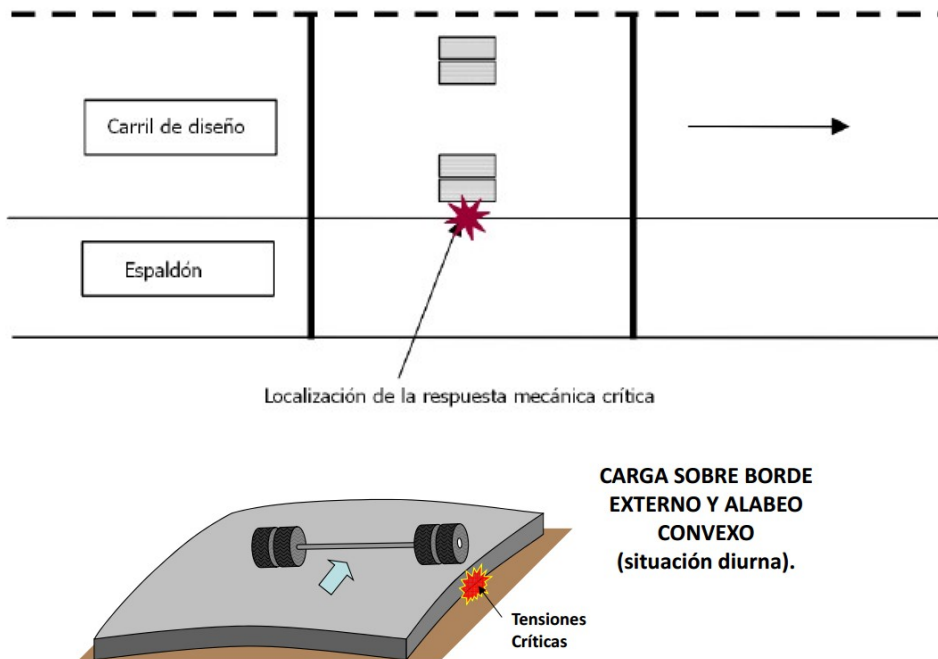 Carril de diseño
Espaldón
Localización de la respuesta mecánica crítica
CARGA SOBRE BORDE
EXTERNO Y ALABEO
CONVEXO
(situación diurna).
Tensiones
Críticas